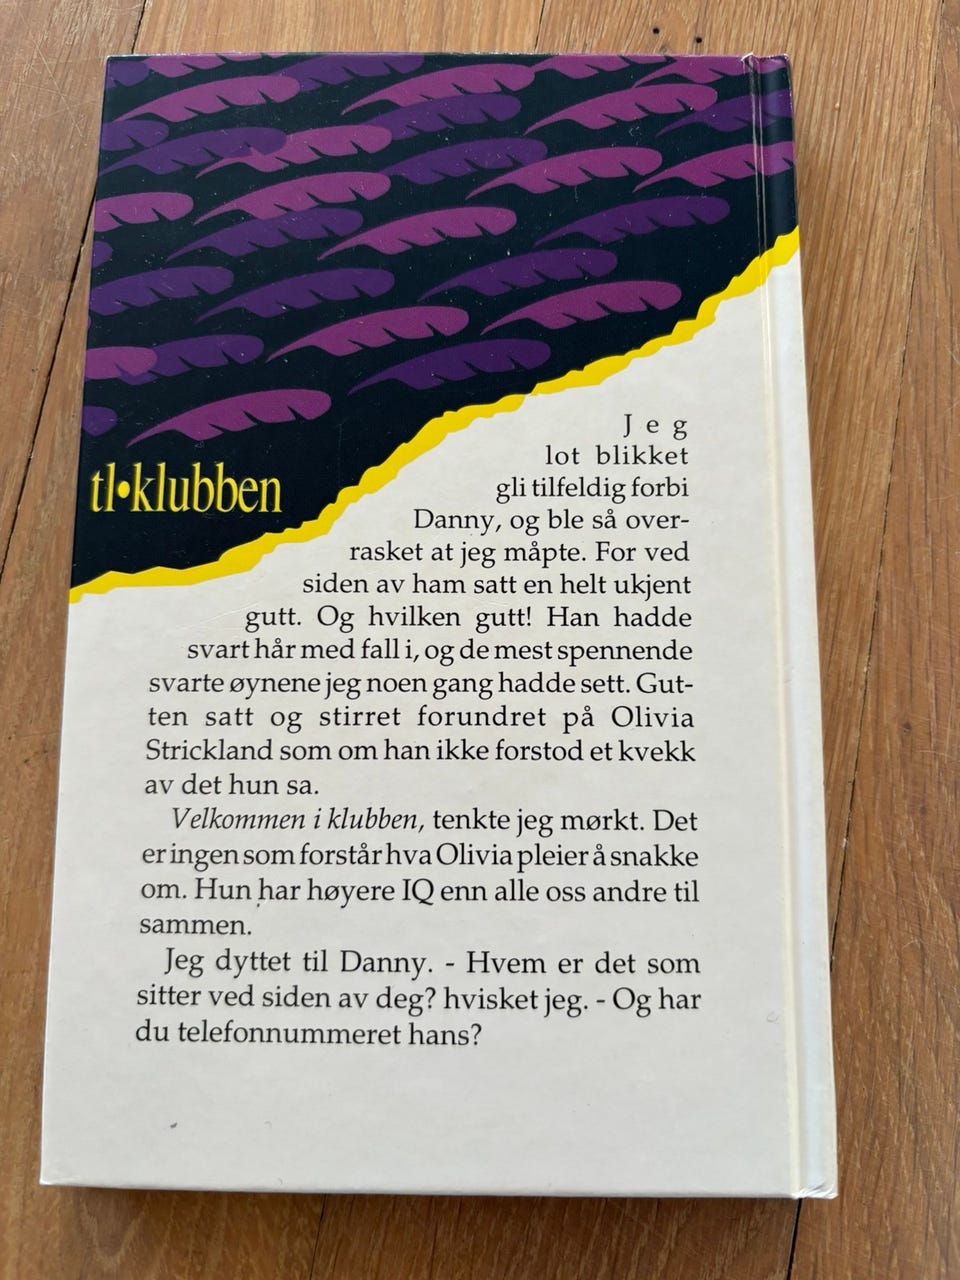 J e g
lot blikket
gli tilfeldig forbi
tl•klubben
Danny, og ble så over-
rasket at jeg måpte. For ved
siden av ham satt en helt ukjent
gutt. Og hvilken gutt! Han hadde
svart hår med fall i, og de mest spennende
svarte øynene jeg noen gang hadde sett. Gut-
ten satt og stirret forundret på Olivia
Strickland som om han ikke forstod et kvekk
av det hun sa.
Velkommen i klubben, tenkte jeg mørkt. Det
er ingen som forstår hva Olivia pleier å snakke
om. Hun har høyere IQ enn alle oss andre til
sammen.
Jeg dyttet til Danny. - Hvem er det som
sitter ved siden av deg? hvisket jeg. - Og har
du telefonnummeret hans?